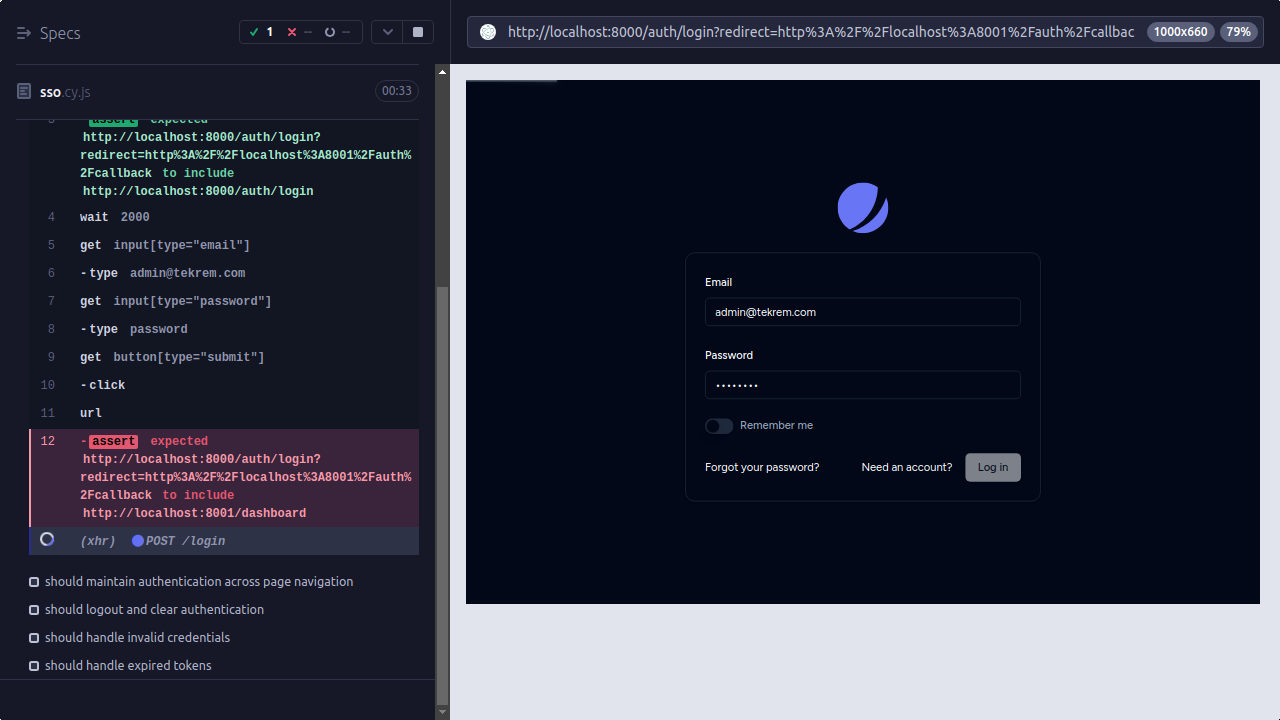 Specs
1
--
--
http://localhost:8000/auth/login?redirect=http%3A%2F%2Flocalhost%3A8001%2Fauth%2Fcallbac
1000x660
79%
sso.cy.js
00:33
3 -assert expected
http://localhost:8000/auth/login?
redirect=http%3A%2F%2Flocalhost%3A8001%2Fauth%
2Fcallback to include
http://localhost:8000/auth/login
4 wait 2000
5 get input[type="email"]
6 -type admin@tekrem.com
7 get input[type="password"]
8 -type password
9 get button[type="submit"]
10 -click
11 url
12 -assert expected
http://localhost:8000/auth/login?
redirect=http%3A%2F%2Flocalhost%3A8001%2Fauth%
2Fcallback to include
http://localhost:8001/dashboard
(xhr) POST /login
should maintain authentication across page navigation
should logout and clear authentication
should handle invalid credentials
should handle expired tokens
Email
admin@tekrem.com
Password
••••••••
Remember me
Forgot your password?
Need an account?
Log in